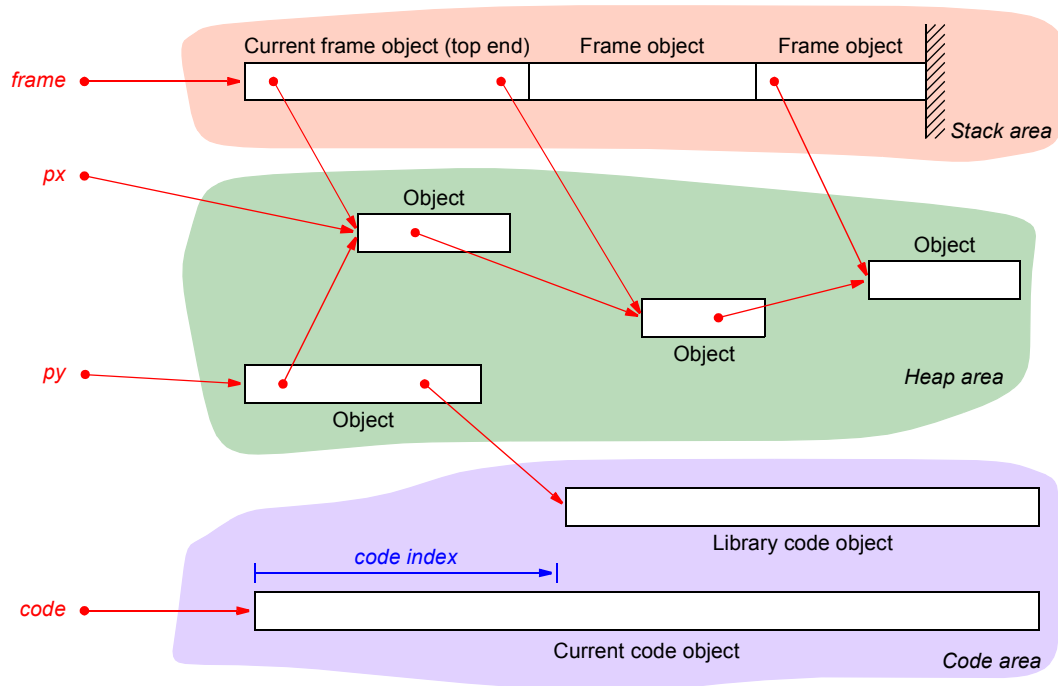 Current frame object (top end)
Frame object
Frame object
frame
Stack area
px
Object
Object
Object
py
Heap area
Object
Library code object
code index
code
Current code object
Code area